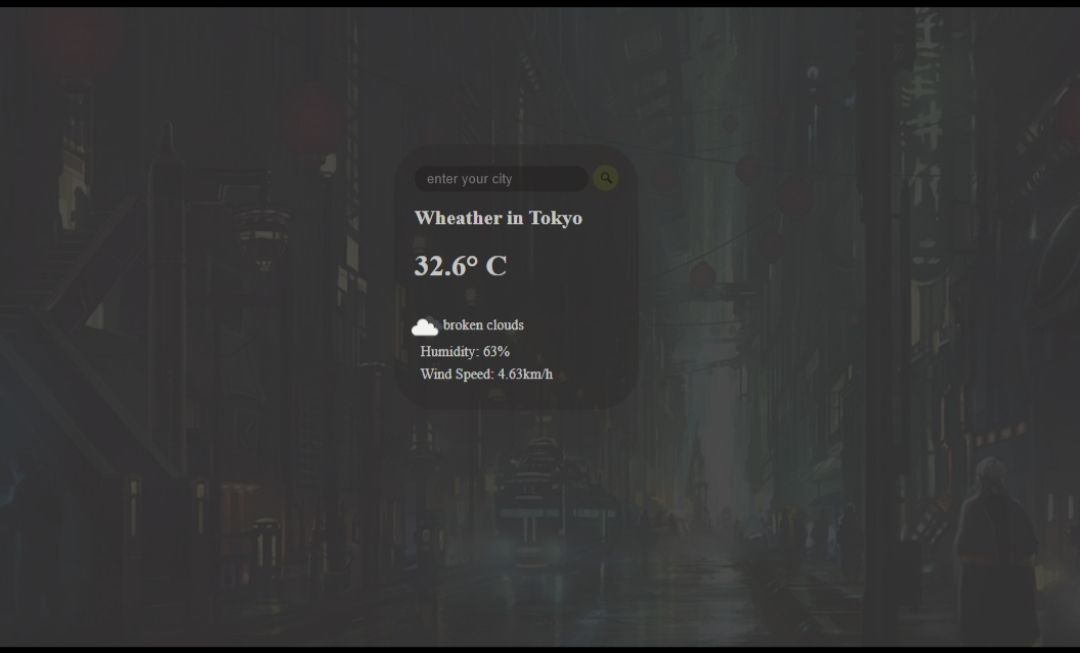 enter your city
Wheather in Tokyo
32.6° C
broken clouds
Humidity: 63%
Wind Speed: 4.63km/h